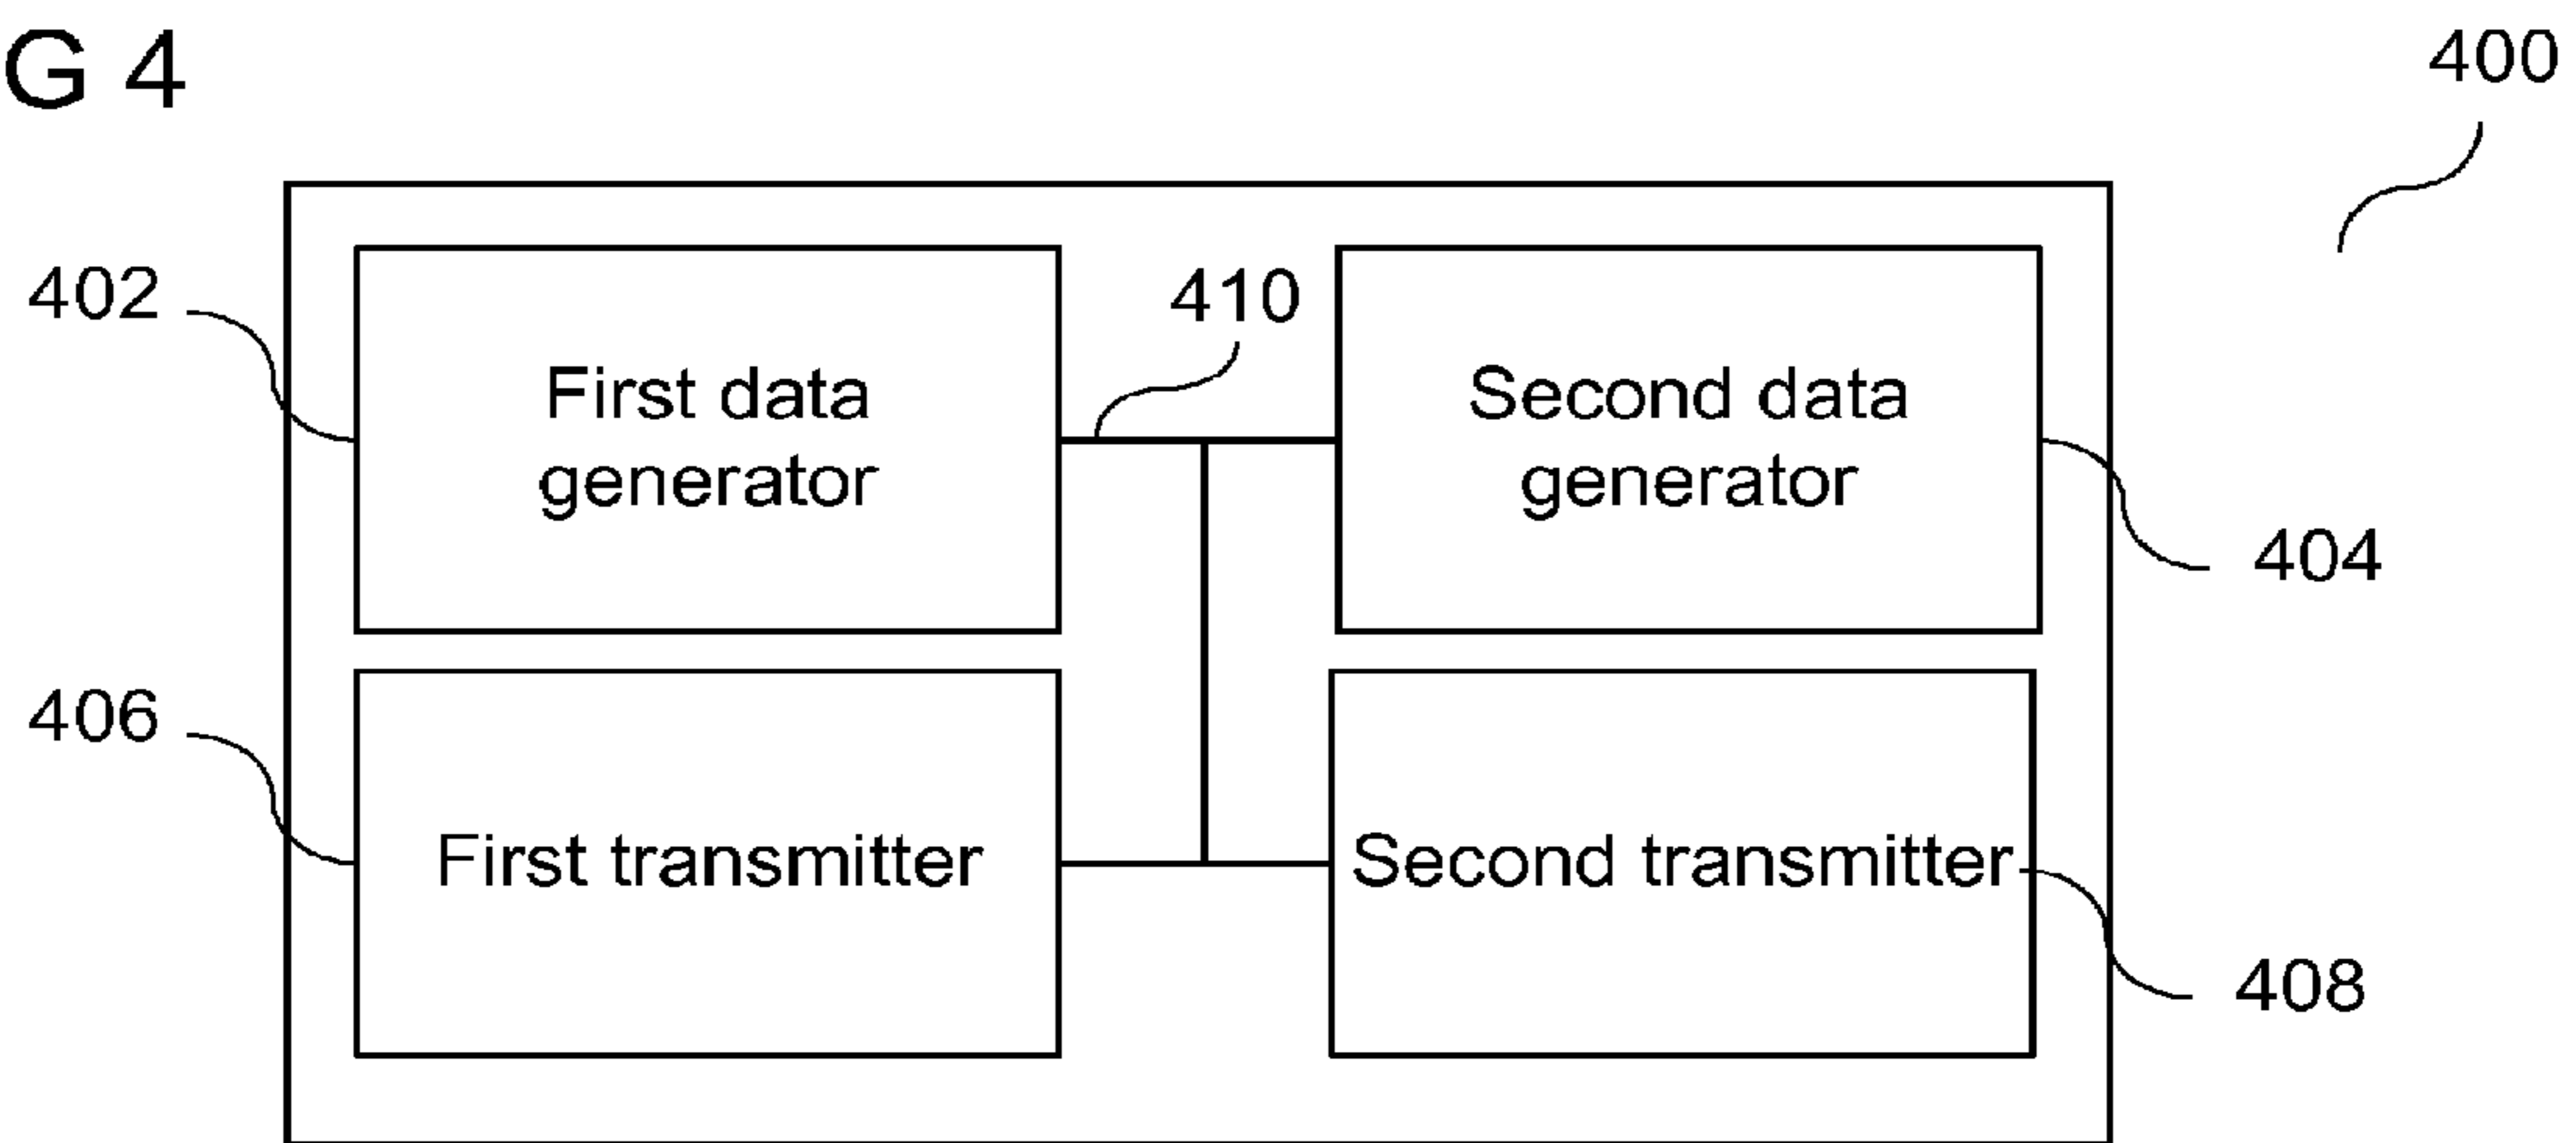 G 4
400
402
410
First data
generator
Second data
generator
404
406
First transmitter
Second transmitter
408